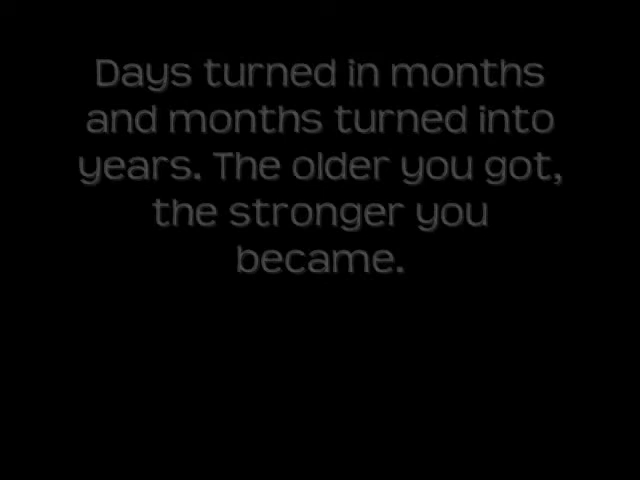 Days turned in months
and months turned into
years. The older you got,
the stronger you
became.